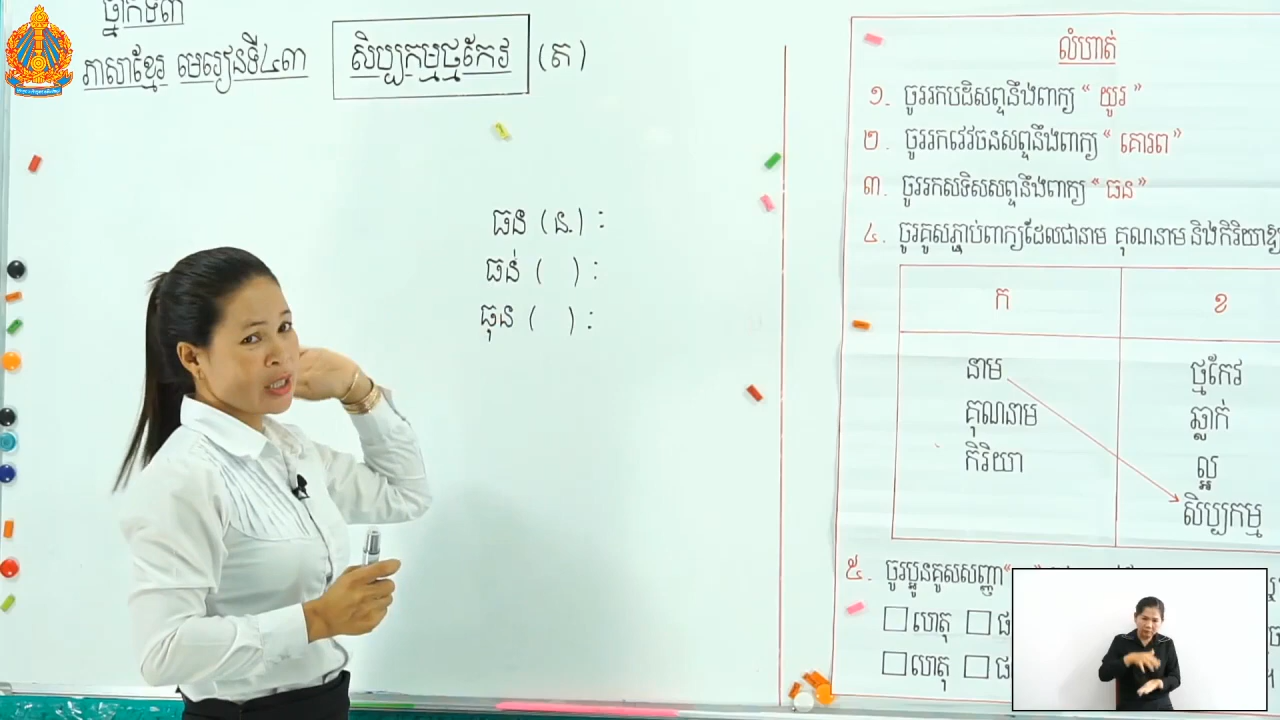 ថ្នាក់ទី៣
ភាសាខ្មែរ មេរៀនទី៤៣
សិប្បកម្មថ្មកែវ (ត)
ធន (ន.) :
ធន់ ( ) :
ធុន ( ) :
លំហាត់
១. ចូររកបដិសព្ទនឹងពាក្យ “ យូរ ”
២. ចូររកវេវចនសព្ទនឹងពាក្យ “ គោរព”
៣. ចូររកសទិសសព្ទនឹងពាក្យ “ ធន”
៤. ចូរគូសភ្ជាប់ពាក្យដែលជានាម គុណនាម និងកិរិយាឱ្យ
ក ខ
នាម ថ្មកែវ
គុណនាម ឆ្លាក់
កិរិយា ល្អ
សិប្បកម្ម
៥. ចូរប្អូនគូសសញ្ញា“
ហេតុ ផ
ហេតុ ផ